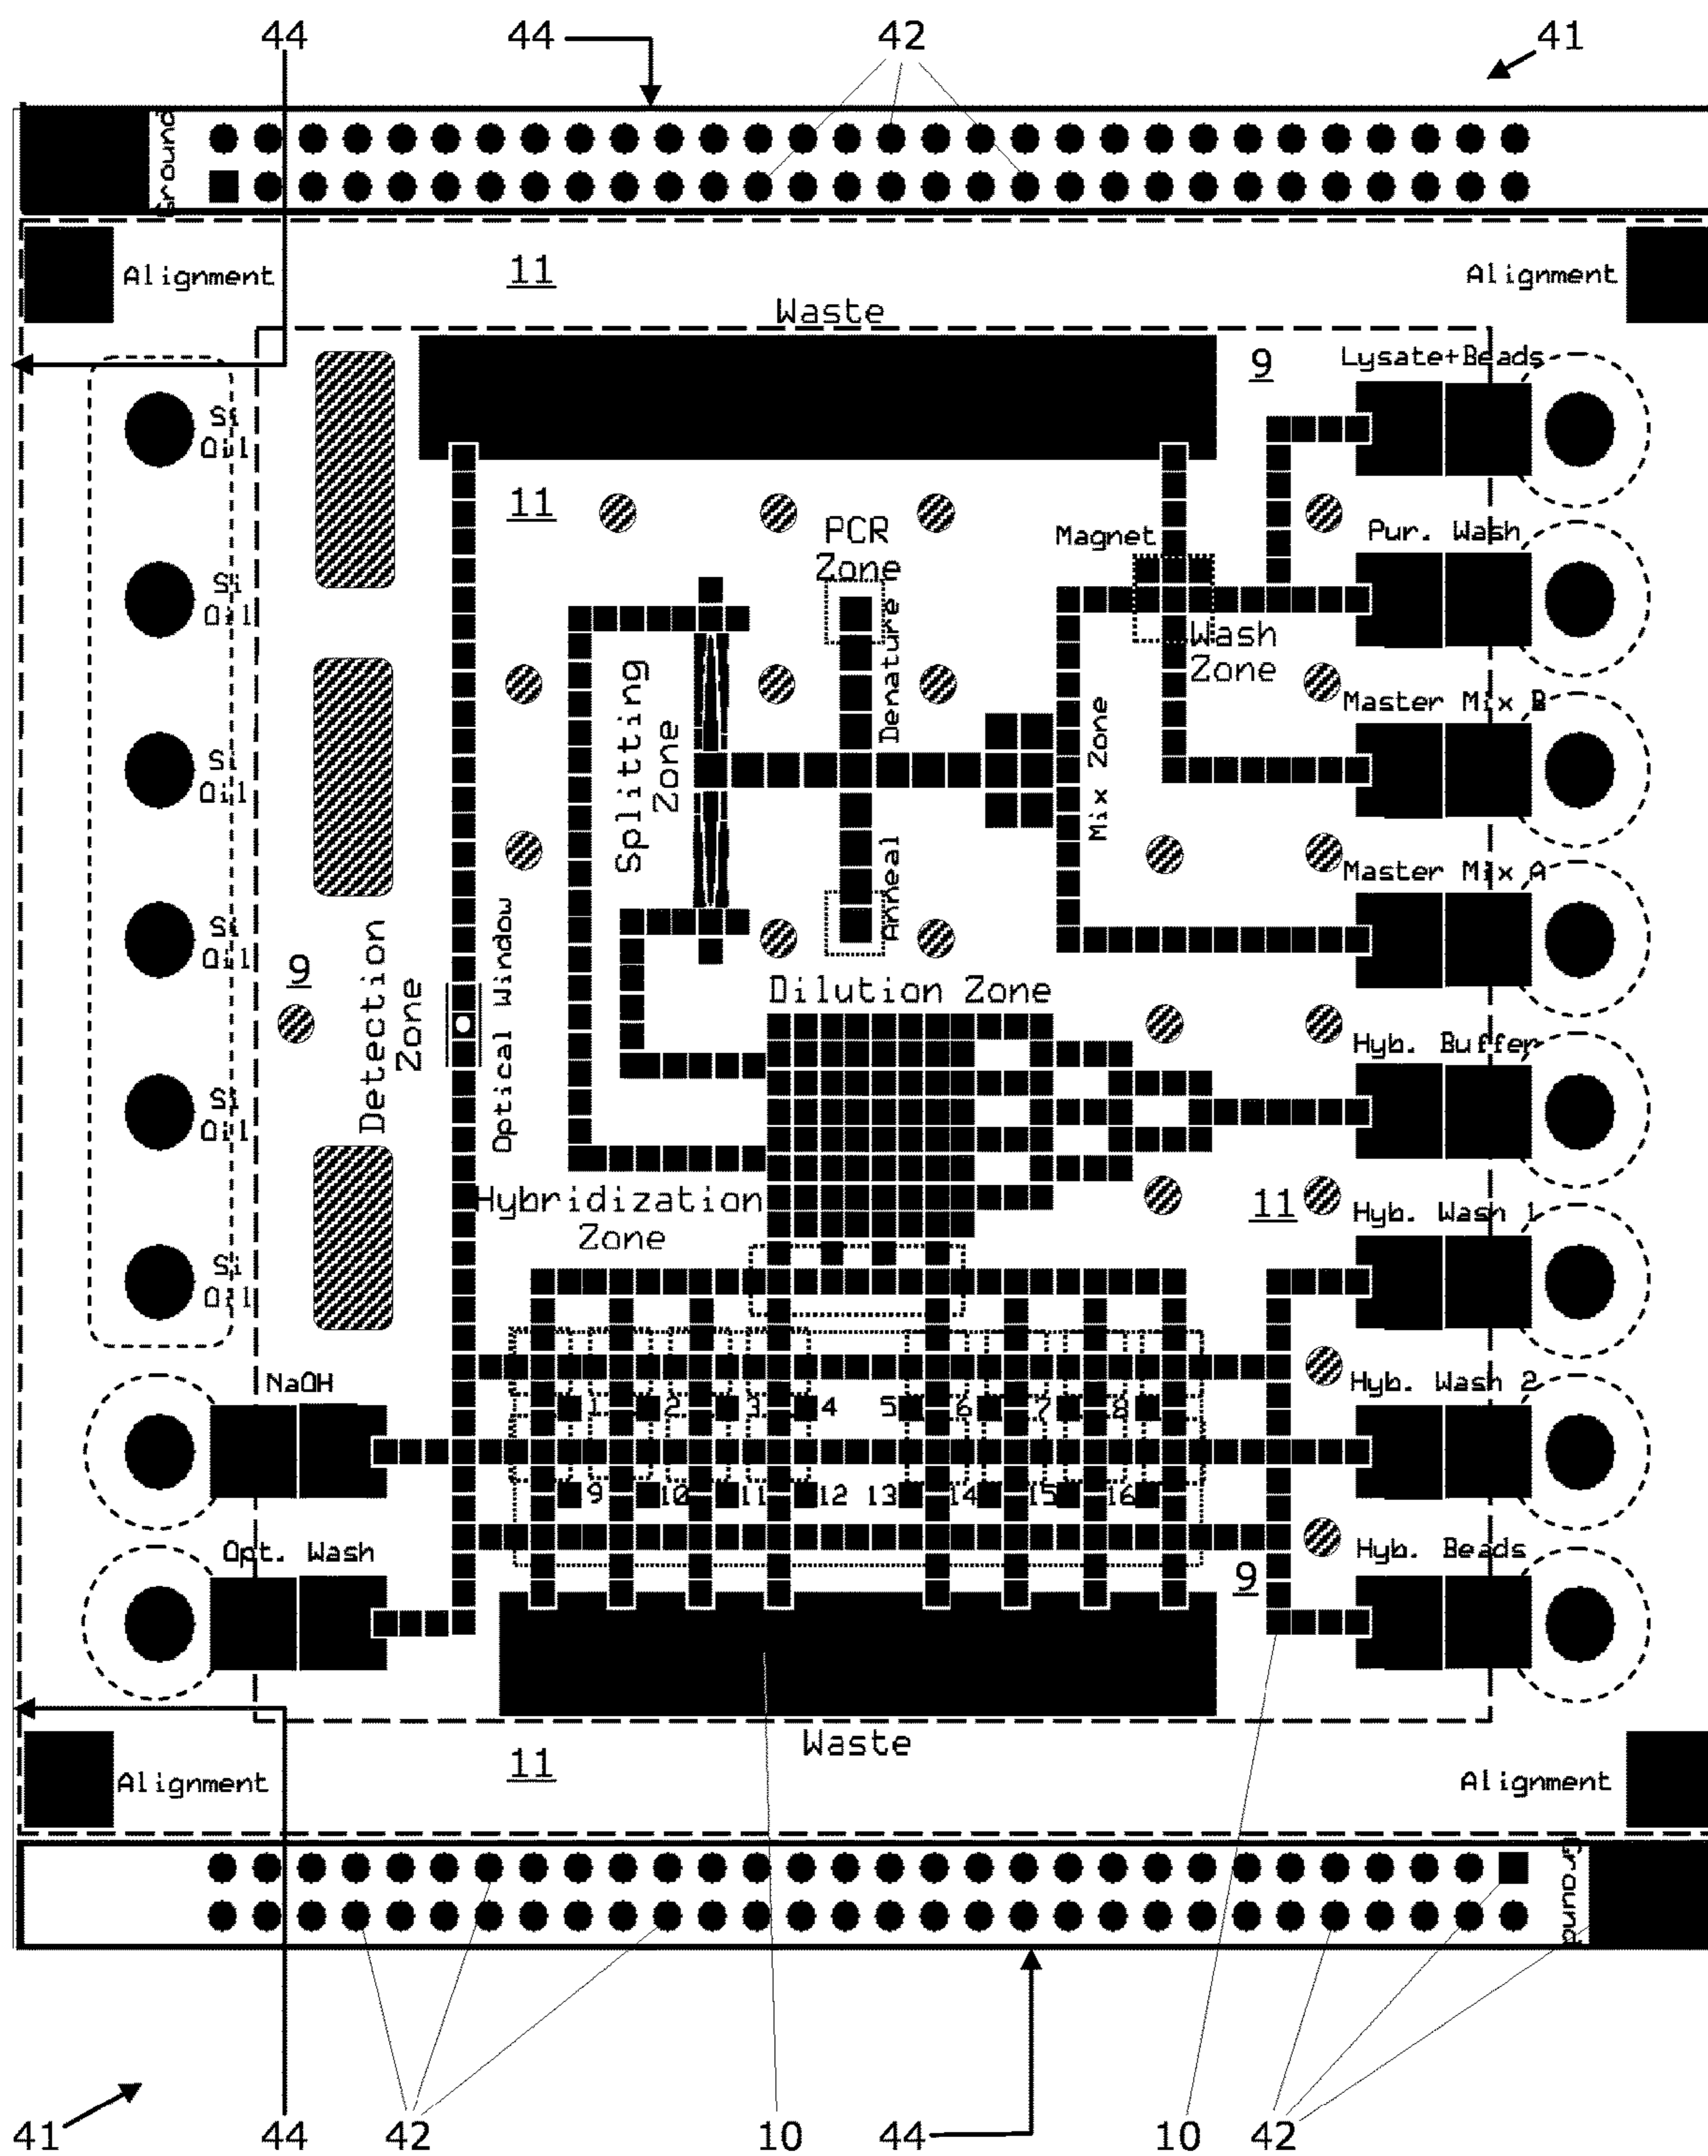 44
44
42
41
Ground
Alignment
11
Alignment
Waste
9
Lysate+Beads
Si
Oil
11
PCR
Zone
Magnet
Pur. Wash
Si
Oil
Denature
Wash
Zone
Splitting
Zone
Master Mix B
Si
Oil
Mix Zone
Anneal
Master Mix A
Si
Oil
9
Detection
Zone
Optical Window
Dilution Zone
Hyb. Buffer
Si
Oil
Hybridization
Zone
11
Hyb. Wash 1
Si
Oil
NaOH
Hyb. Wash 2
1 2 3 4 5 6 7 8
9 10 11 12 13 14 15 16
Opt. Wash
Hyb. Beads
9
Waste
Alignment
11
Alignment
Ground
41
44
42
10
44
10
42